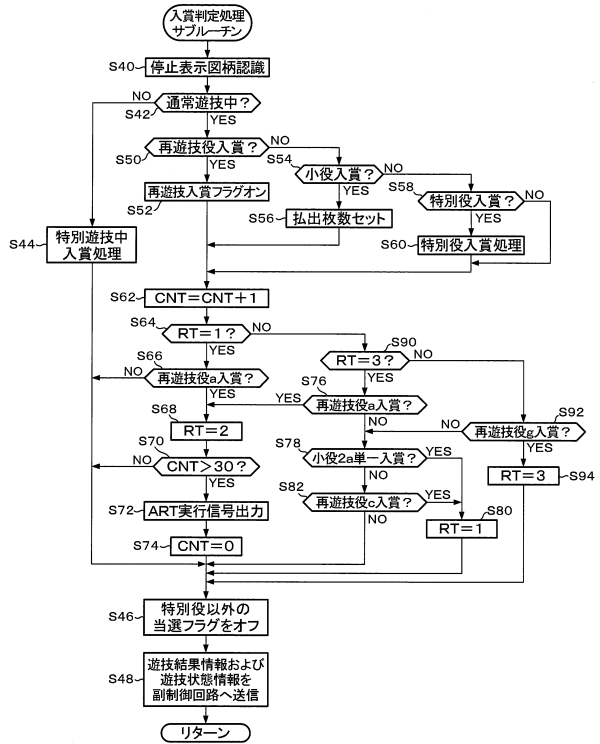 入賞判定処理
サブルーチン
S40
停止表示図柄認識
NO
通常遊技中？
S42
YES
再遊技役入賞？
NO
S50
YES
S54
小役入賞？
NO
YES
S58
特別役入賞？
NO
YES
再遊技入賞フラグオン
S52
払出枚数セット
S56
S44
特別遊技中
入賞処理
S60
特別役入賞処理
S62
CNT＝CNT＋1
S64
RT＝1？
NO
YES
S90
RT＝3？
NO
YES
S66
NO
再遊技役a入賞？
YES
S76
YES
再遊技役a入賞？
NO
S92
NO
再遊技役g入賞？
YES
S68
RT＝2
S78
小役2a単一入賞？
YES
NO
RT＝3
S94
S70
NO
CNT＞30？
YES
S82
再遊技役c入賞？
YES
NO
S80
RT＝1
S72
ART実行信号出力
S74
CNT＝0
S46
特別役以外の
当選フラグをオフ
S48
遊技結果情報および
遊技状態情報を
副制御回路へ送信
リターン